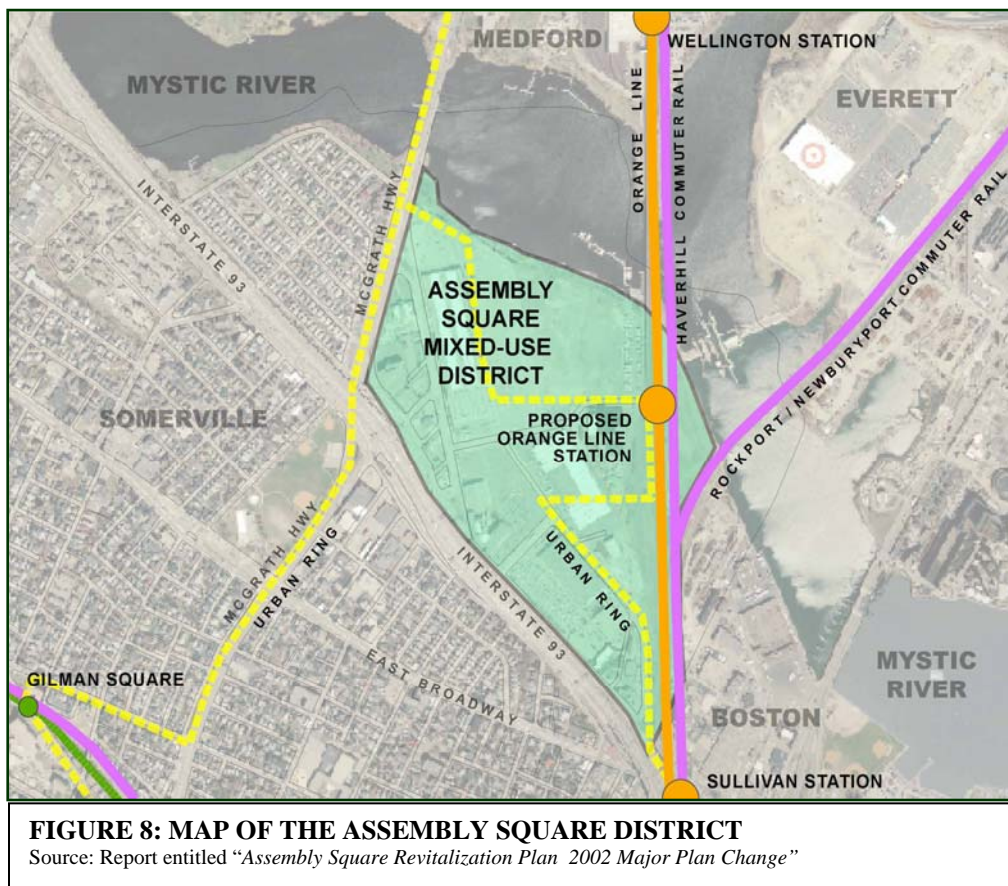 MEDFORD
WELLINGTON STATION
MYSTIC RIVER
EVERETT
ORANGE LINE
HAVERHILL COMMUTER RAIL
INTERSTATE 93
MCGRATH HWY
ROCKPORT / NEWBURYPORT COMMUTER RAIL
ASSEMBLY
SQUARE
MIXED-USE
DISTRICT
SOMERVILLE
PROPOSED
ORANGE LINE
STATION
MCGRATH HWY
URBAN RING
URBAN RING
INTERSTATE 93
EAST BROADWAY
GILMAN SQUARE
MYSTIC
RIVER
BOSTON
SULLIVAN STATION
FIGURE 8: MAP OF THE ASSEMBLY SQUARE DISTRICT
Source: Report entitled “Assembly Square Revitalization Plan 2002 Major Plan Change”